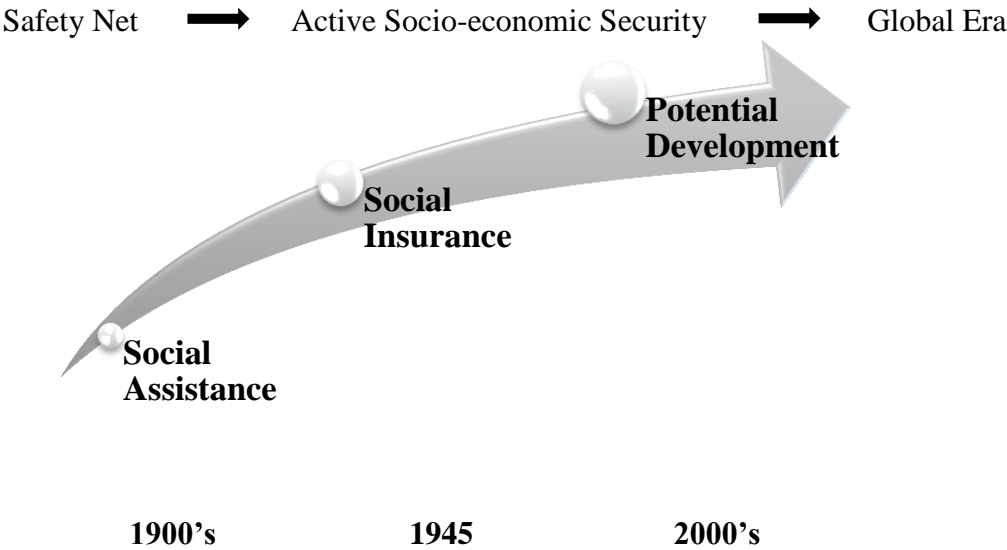 Safety Net Active Socio-economic Security Global Era
Potential
Development
Social
Insurance
Social
Assistance
1900’s 1945 2000’s